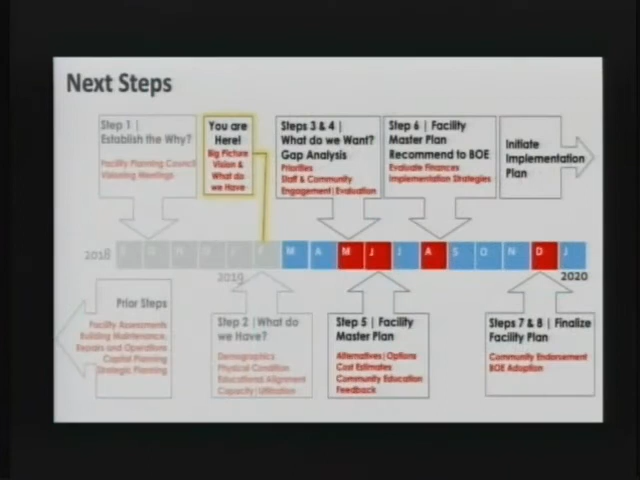 Next Steps
Step 1 |
Establish the Why?
Facility Planning Council
Visioning Meetings
You are
Here!
Big Picture
Vision &
What do
we Have
Steps 3 & 4 |
What do we Want?
Gap Analysis
Priorities
Staff & Community
Engagement|Evaluation
Step 6 | Facility
Master Plan
Recommend to BOE
Evaluate Finances
Implementation Strategies
Initiate
Implementation
Plan
2018
M A M J J A S O N D J
2019
2020
Prior Steps
Facility Assessments
Building Maintenance,
Repairs and Operations
Capital Planning
Strategic Planning
Step 2 |What do
we Have?
Demographics
Physical Condition
Educational Alignment
Capacity|Utilization
Step 5 | Facility
Master Plan
Alternatives|Options
Cost Estimates
Community Education
Feedback
Steps 7 & 8 | Finalize
Facility Plan
Community Endorsement
BOE Adoption